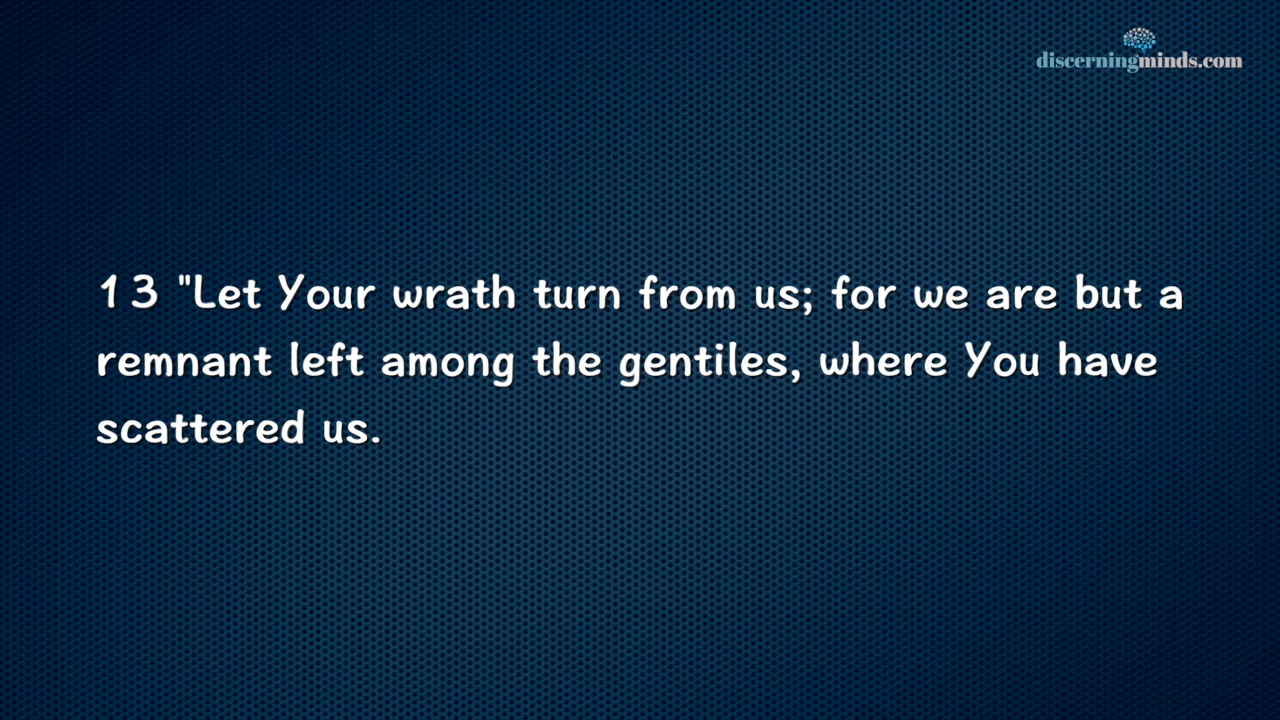 discerningminds.com
13 "Let Your wrath turn from us; for we are but a
remnant left among the gentiles, where You have
scattered us.